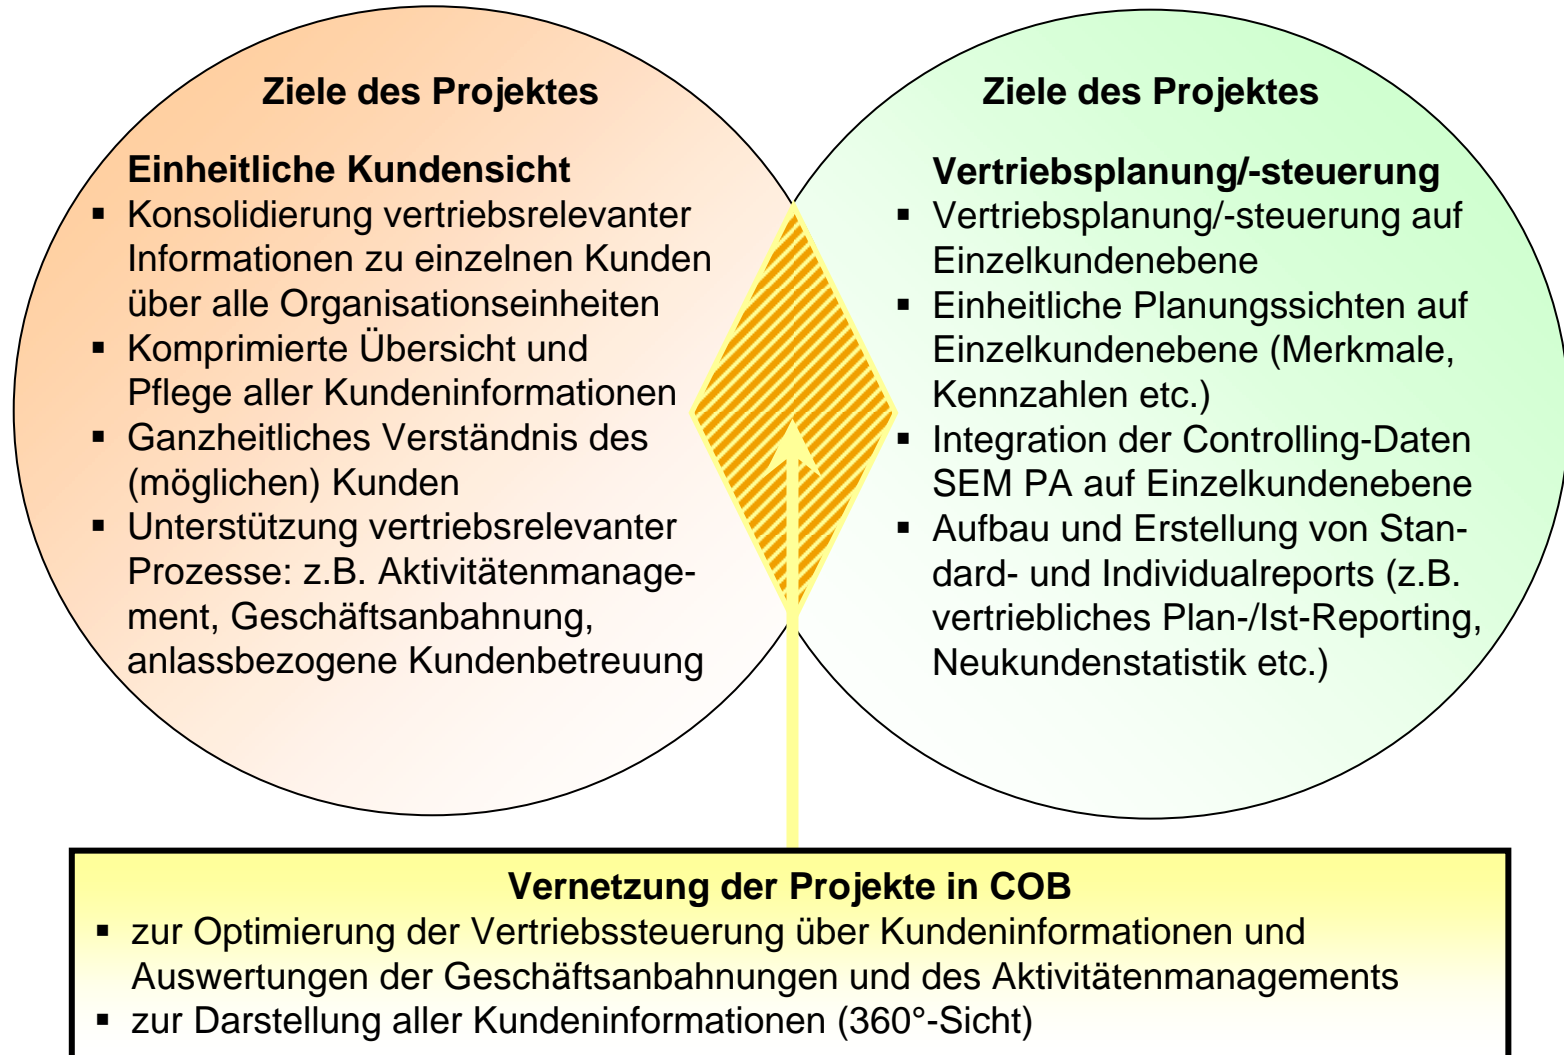 Ziele des Projektes
Einheitliche Kundensicht
▪ Konsolidierung vertriebsrelevanter
Informationen zu einzelnen Kunden
über alle Organisationseinheiten
▪ Komprimierte Übersicht und
Pflege aller Kundeninformationen
▪ Ganzheitliches Verständnis des
(möglichen) Kunden
▪ Unterstützung vertriebsrelevanter
Prozesse: z.B. Aktivitätenmanage-
ment, Geschäftsanbahnung,
anlassbezogene Kundenbetreuung
Ziele des Projektes
Vertriebsplanung/-steuerung
▪ Vertriebsplanung/-steuerung auf
Einzelkundenebene
▪ Einheitliche Planungssichten auf
Einzelkundenebene (Merkmale,
Kennzahlen etc.)
▪ Integration der Controlling-Daten
SEM PA auf Einzelkundenebene
▪ Aufbau und Erstellung von Stan-
dard- und Individualreports (z.B.
vertriebliches Plan-/Ist-Reporting,
Neukundenstatistik etc.)
Vernetzung der Projekte in COB
▪ zur Optimierung der Vertriebssteuerung über Kundeninformationen und
Auswertungen der Geschäftsanbahnungen und des Aktivitätenmanagements
▪ zur Darstellung aller Kundeninformationen (360°-Sicht)